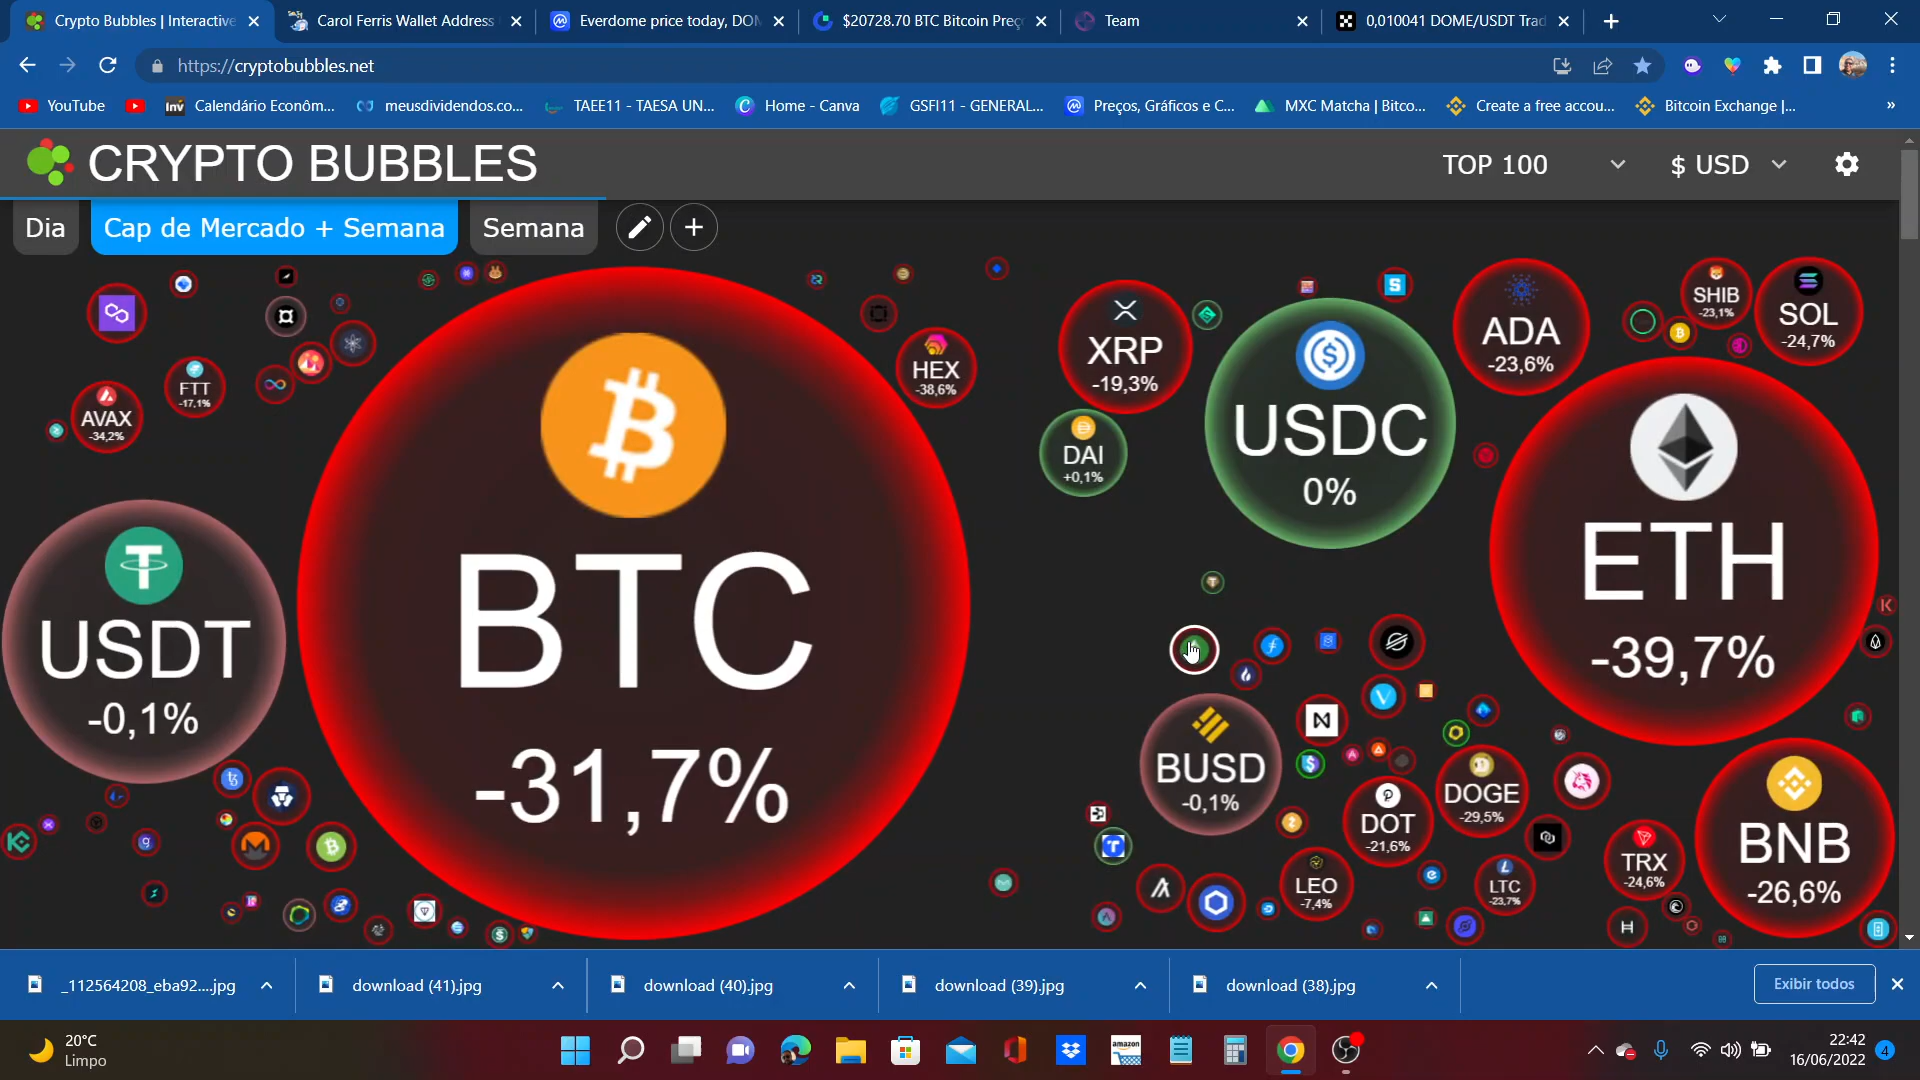 Crypto Bubbles | Interactive
Carol Ferris Wallet Address
Everdome price today, DOM
$20728.70 BTC Bitcoin Preço
Team
0,010041 DOME/USDT Trad
https://cryptobubbles.net
YouTube
Inv Calendário Econôm...
meusdividendos.co...
TAEE11 - TAESA UN...
Home - Canva
GSFI11 - GENERAL...
Preços, Gráficos e C...
MXC Matcha | Bitco...
Create a free accou...
Bitcoin Exchange |...
CRYPTO BUBBLES
TOP 100
$ USD
Dia
Cap de Mercado + Semana
Semana
BTC
-31,7%
USDT
-0,1%
AVAX
-34,2%
FTT
-17,1%
HEX
-38,6%
XRP
-19,3%
DAI
+0,1%
USDC
0%
ADA
-23,6%
SHIB
-23,1%
SOL
-24,7%
ETH
-39,7%
BUSD
-0,1%
DOT
-21,6%
DOGE
-29,5%
LEO
-7,4%
LTC
-23,7%
TRX
-24,6%
BNB
-26,6%
_112564208_eba92....jpg
download (41).jpg
download (40).jpg
download (39).jpg
download (38).jpg
Exibir todos
20°C
Limpo
amazon
22:42
16/06/2022
4